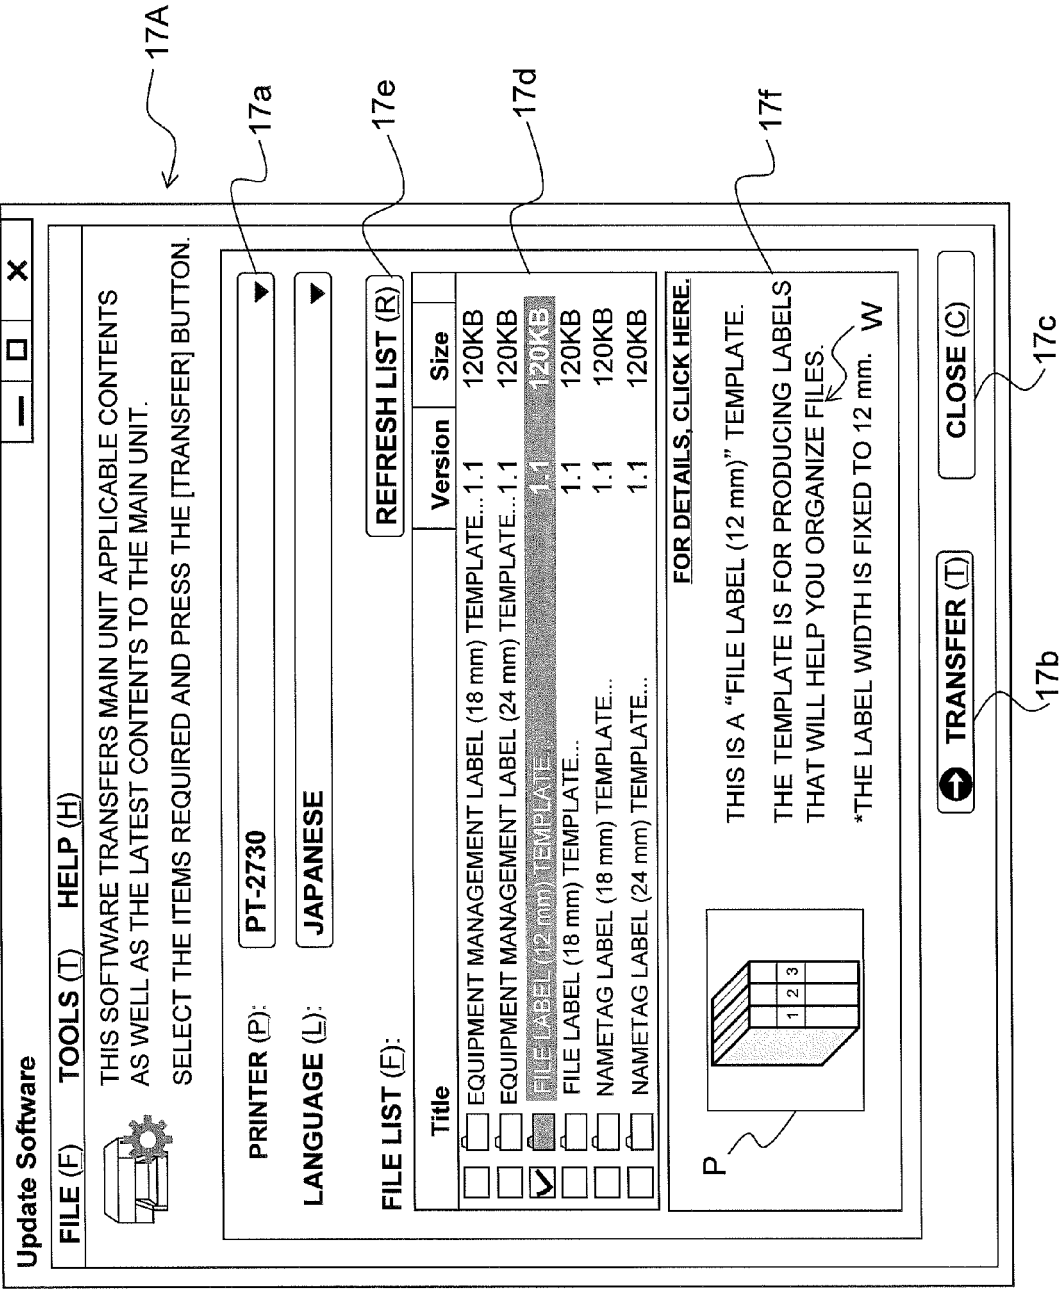 17A
Update Software
FILE (F) TOOLS (T) HELP (H)
THIS SOFTWARE TRANSFERS MAIN UNIT APPLICABLE CONTENTS
AS WELL AS THE LATEST CONTENTS TO THE MAIN UNIT.
SELECT THE ITEMS REQUIRED AND PRESS THE [TRANSFER] BUTTON.
PRINTER (P): PT-2730
17a
LANGUAGE (L): JAPANESE
FILE LIST (F): REFRESH LIST (R)
17e
Title Version Size
EQUIPMENT MANAGEMENT LABEL (18 mm) TEMPLATE... 1.1 120KB
EQUIPMENT MANAGEMENT LABEL (24 mm) TEMPLATE... 1.1 120KB
FILE LABEL (12 mm) TEMPLATE... 1.1 120KB
17d
FILE LABEL (18 mm) TEMPLATE... 1.1 120KB
NAMETAG LABEL (18 mm) TEMPLATE... 1.1 120KB
NAMETAG LABEL (24 mm) TEMPLATE... 1.1 120KB
FOR DETAILS, CLICK HERE.
P
1 2 3
THIS IS A “FILE LABEL (12 mm)” TEMPLATE.
THE TEMPLATE IS FOR PRODUCING LABELS
THAT WILL HELP YOU ORGANIZE FILES.
*THE LABEL WIDTH IS FIXED TO 12 mm.
W
17f
TRANSFER (T) CLOSE (C)
17b 17c